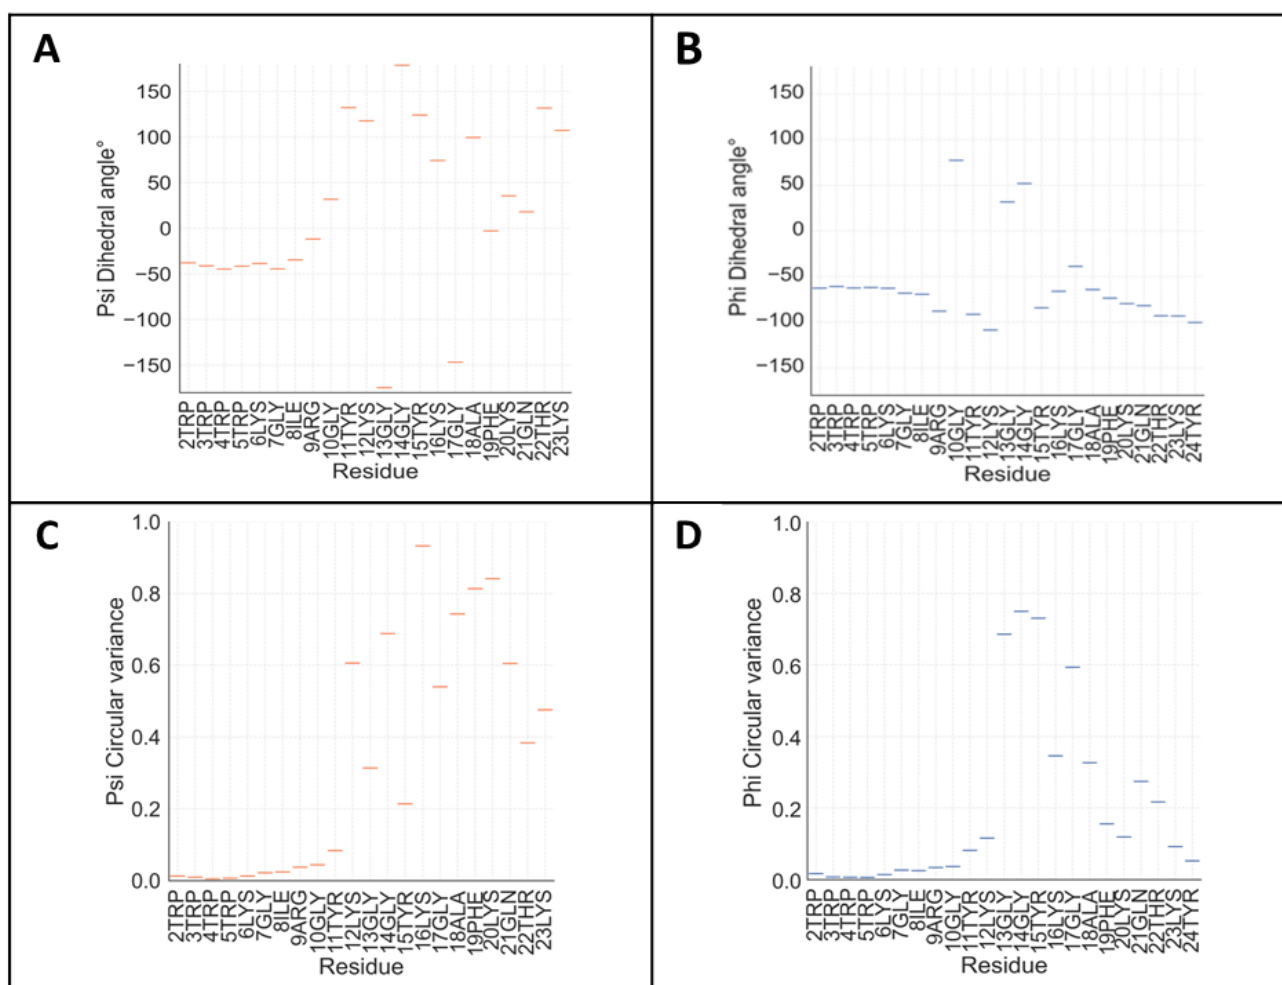 A
150
100
50
0
−50
−100
−150
Psi Dihedral angle°
2TRP
3TRP
4TRP
5TRP
6LYS
7GLY
8ILE
9ARG
10GLY
11TYR
12LYS
13GLY
14GLY
15TYR
16LYS
17GLY
18ALA
19PHE
20LYS
21GLN
22THR
23LYS
Residue
B
150
100
50
0
−50
−100
−150
Phi Dihedral angle°
2TRP
3TRP
4TRP
5TRP
6LYS
7GLY
8ILE
9ARG
10GLY
11TYR
12LYS
13GLY
14GLY
15TYR
16LYS
17GLY
18ALA
19PHE
20LYS
21GLN
22THR
23LYS
24TYR
Residue
C
1.0
0.8
0.6
0.4
0.2
0.0
Psi Circular variance
2TRP
3TRP
4TRP
5TRP
6LYS
7GLY
8ILE
9ARG
10GLY
11TYR
12LYS
13GLY
14GLY
15TYR
16LYS
17GLY
18ALA
19PHE
20LYS
21GLN
22THR
23LYS
Residue
D
1.0
0.8
0.6
0.4
0.2
0.0
Phi Circular variance
2TRP
3TRP
4TRP
5TRP
6LYS
7GLY
8ILE
9ARG
10GLY
11TYR
12LYS
13GLY
14GLY
15TYR
16LYS
17GLY
18ALA
19PHE
20LYS
21GLN
22THR
23LYS
24TYR
Residue